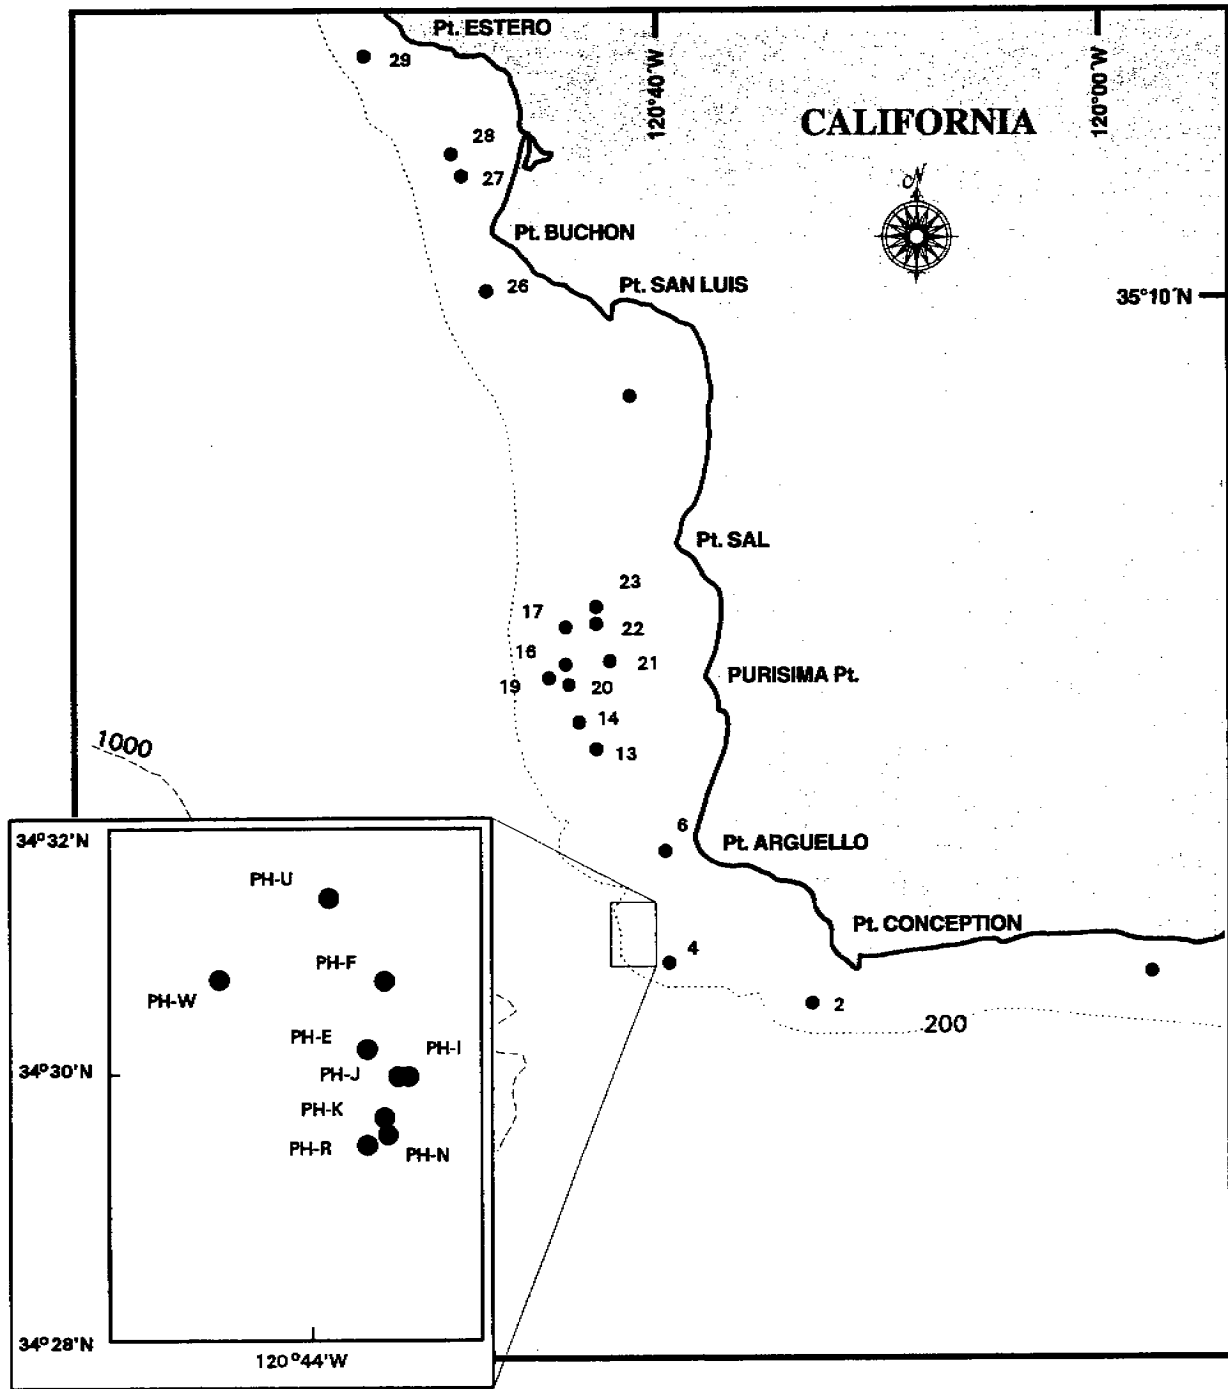 Pt. ESTERO
29
120°40´W
120°00´W
CALIFORNIA
28
27
N
Pt. BUCHON
26
Pt. SAN LUIS
35°10´N
Pt. SAL
23
17
22
16
21
19
20
PURISIMA Pt.
14
13
1000
6
Pt. ARGUELLO
34°32'N
PH-U
Pt. CONCEPTION
4
PH-F
PH-W
2
200
PH-E
PH-I
34°30'N
PH-J
PH-K
PH-R
PH-N
34°28'N
120°44'W